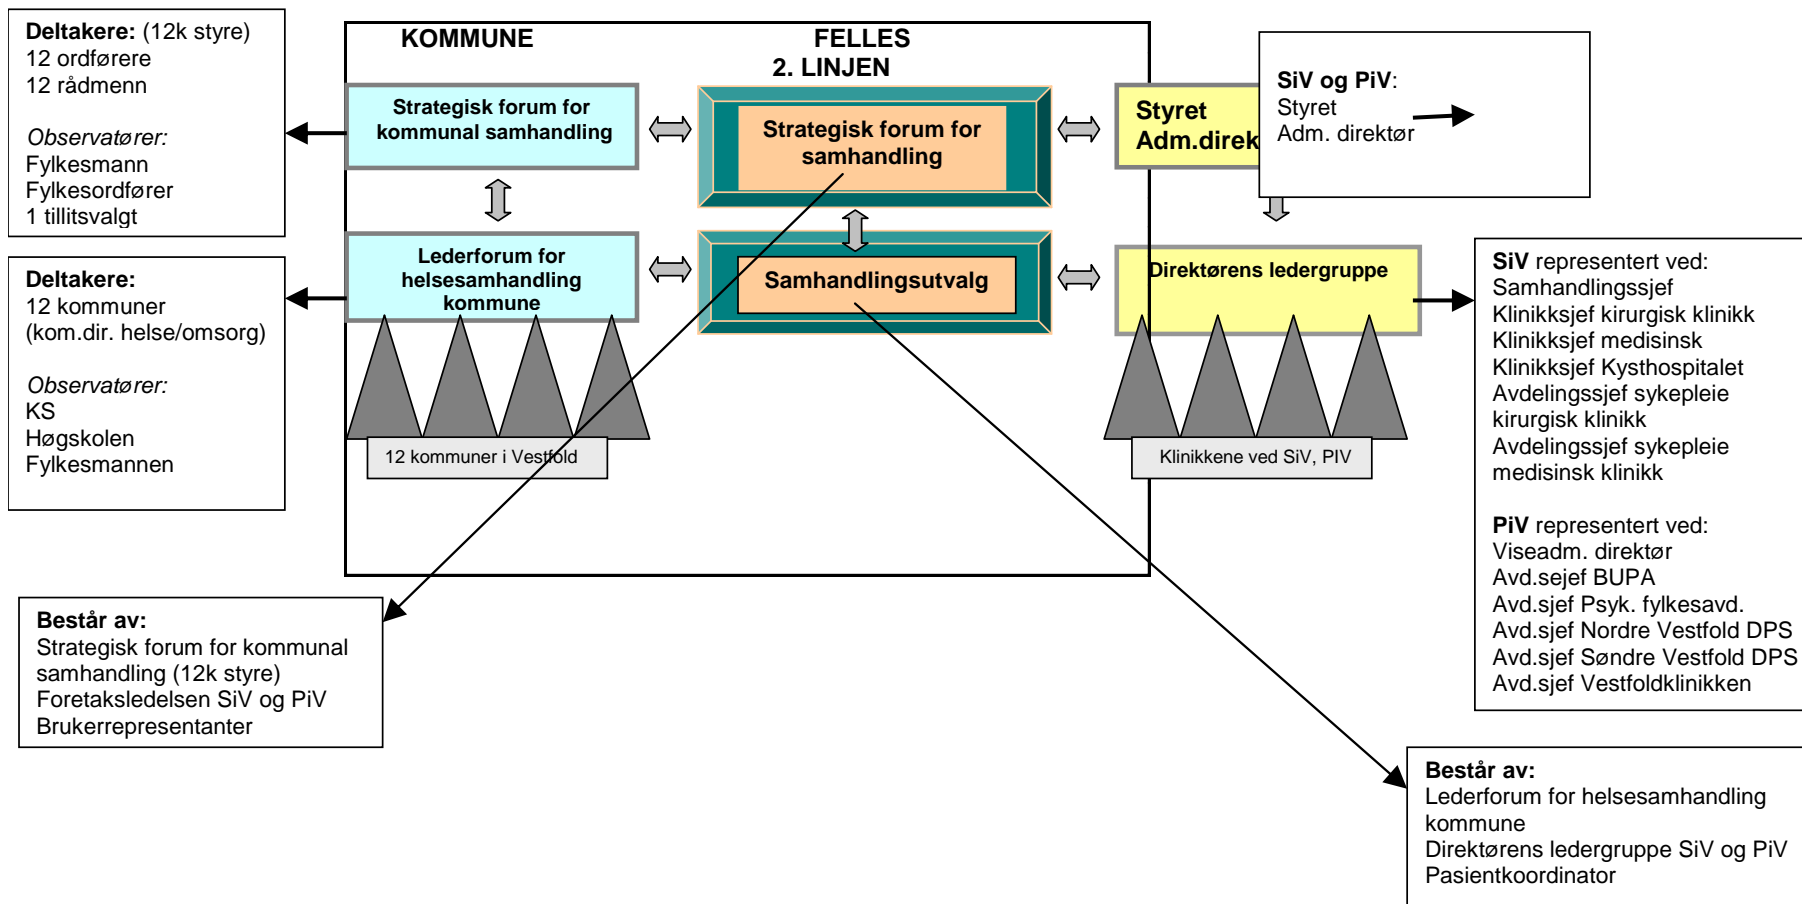 Deltakere: (12k styre)
12 ordførere
12 rådmenn
Observatører:
Fylkesmann
Fylkesordfører
1 tillitsvalgt
KOMMUNE
FELLES
2. LINJEN
Strategisk forum for
kommunal samhandling
Strategisk forum for
samhandling
Styret
Adm.direk
SiV og PiV:
Styret
Adm. direktør
Deltakere:
12 kommuner
(kom.dir. helse/omsorg)
Observatører:
KS
Høgskolen
Fylkesmannen
Lederforum for
helsesamhandling
kommune
Samhandlingsutvalg
Direktørens ledergruppe
12 kommuner i Vestfold
Klinikkene ved SiV, PIV
SiV representert ved:
Samhandlingssjef
Klinikksjef kirurgisk klinikk
Klinikksjef medisinsk
Klinikksjef Kysthospitalet
Avdelingssjef sykepleie
kirurgisk klinikk
Avdelingssjef sykepleie
medisinsk klinikk
PiV representert ved:
Viseadm. direktør
Avd.sejef BUPA
Avd.sjef Psyk. fylkesavd.
Avd.sjef Nordre Vestfold DPS
Avd.sjef Søndre Vestfold DPS
Avd.sjef Vestfoldklinikken
Består av:
Strategisk forum for kommunal
samhandling (12k styre)
Foretaksledelsen SiV og PiV
Brukerrepresentanter
Består av:
Lederforum for helsesamhandling
kommune
Direktørens ledergruppe SiV og PiV
Pasientkoordinator